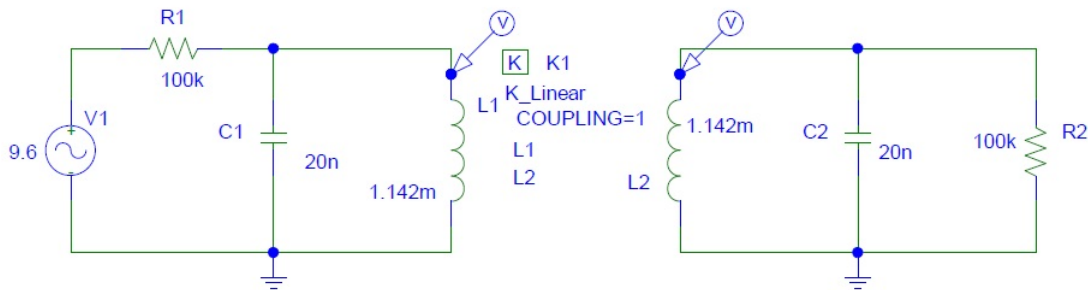 R1
100k
V1
9.6
C1
20n
V
L1
1.142m
K K1
K_Linear
COUPLING=1
L1
L2
V
1.142m
L2
C2
20n
100k
R2